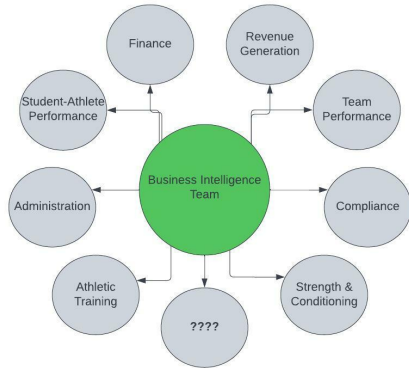 Finance
Revenue
Generation
Student-Athlete
Performance
Team
Performance
Business Intelligence
Team
Administration
Compliance
Athletic
Training
Strength &
Conditioning
????